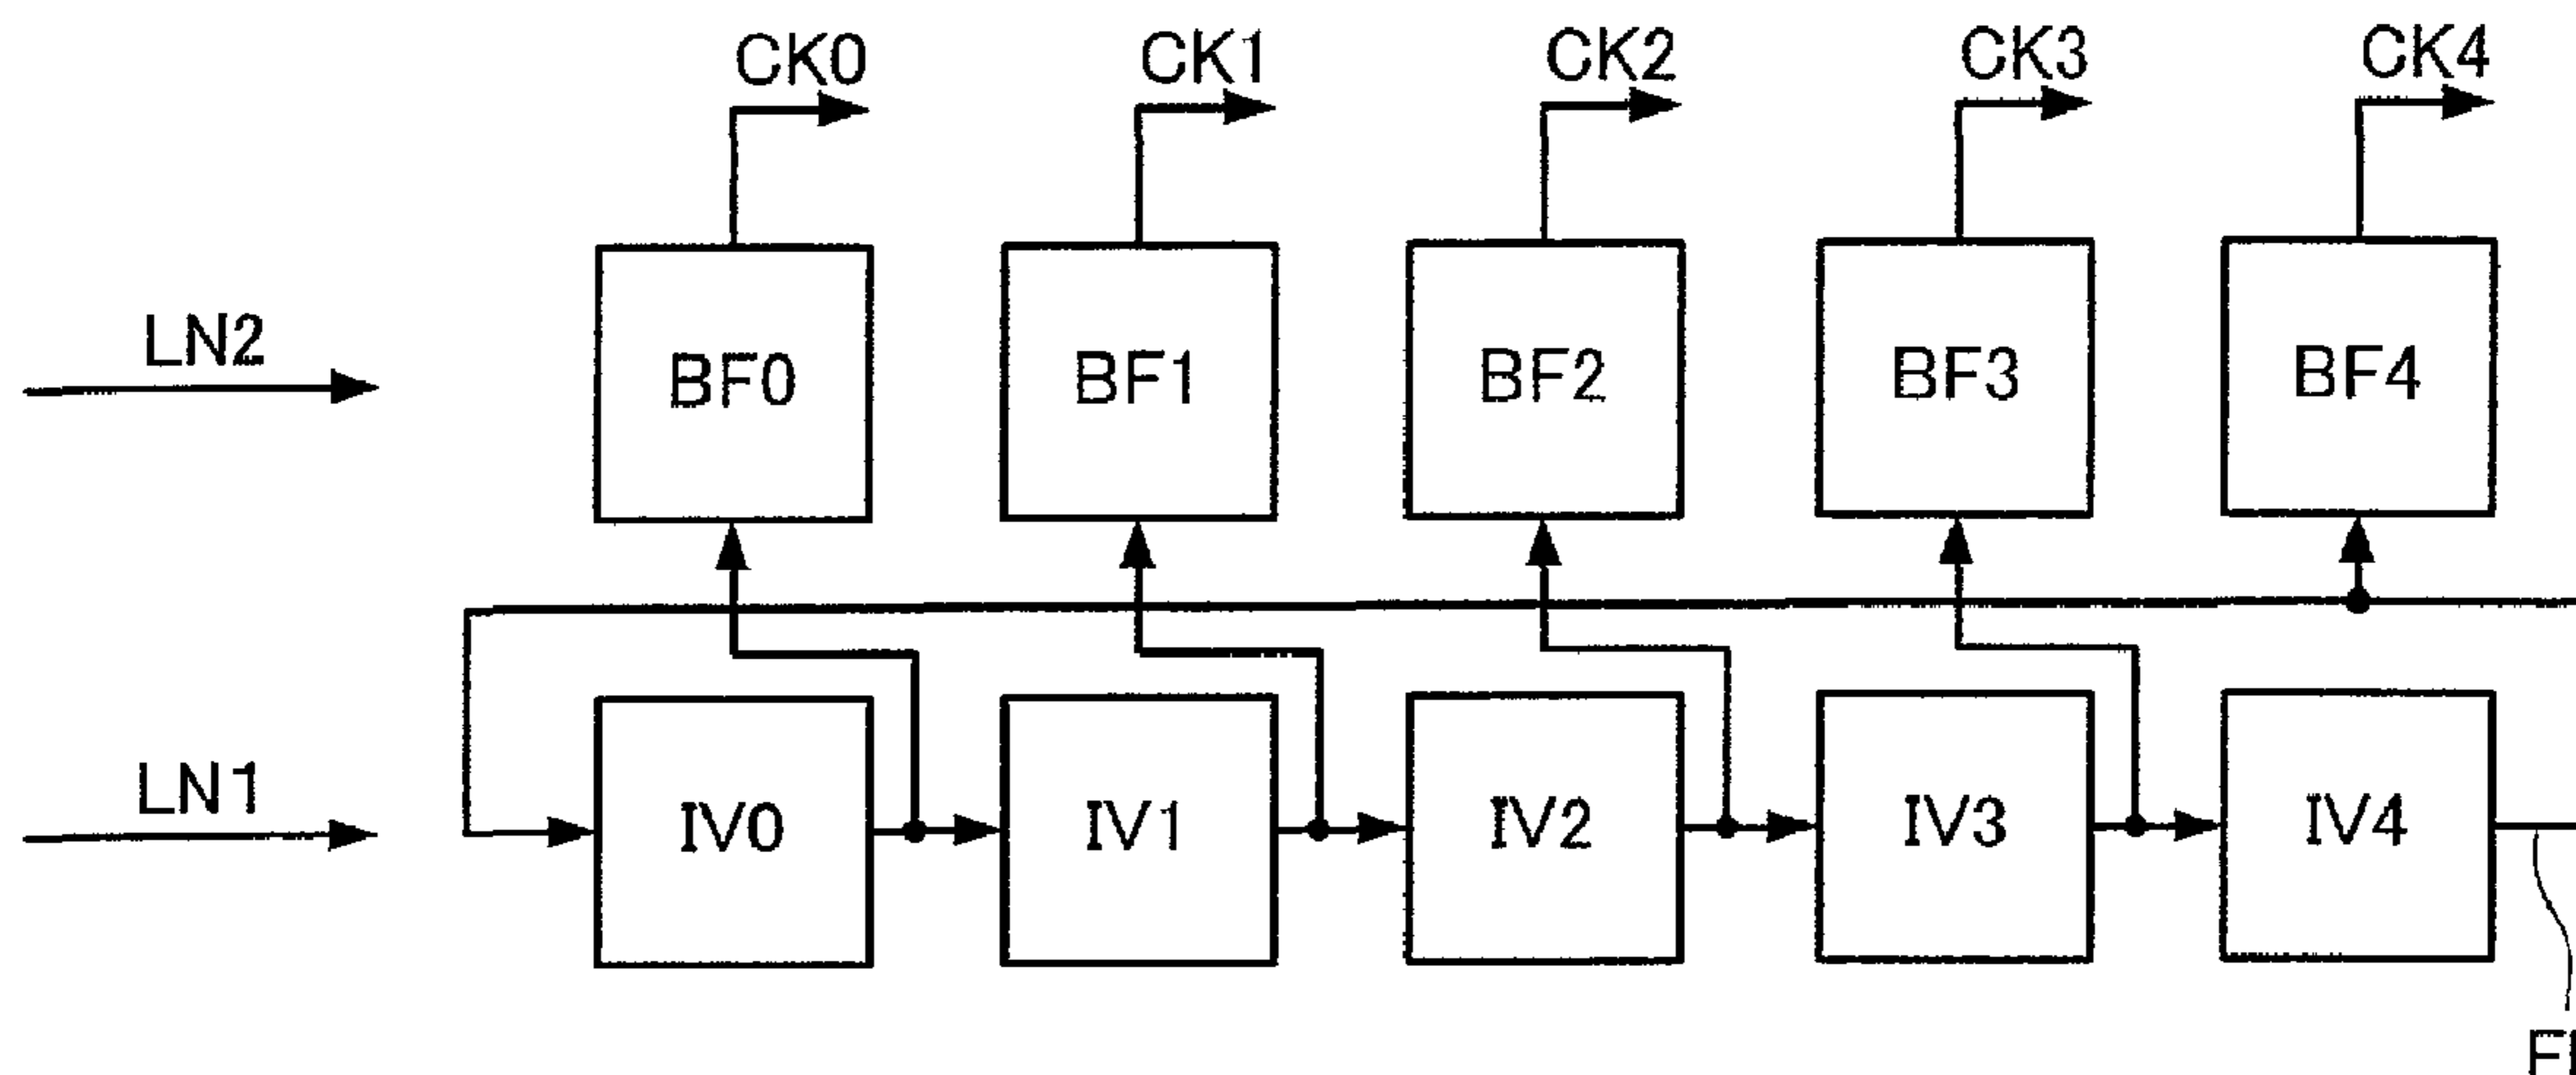 CK0 CK1 CK2 CK3 CK4
LN2 BF0 BF1 BF2 BF3 BF4
LN1 IV0 IV1 IV2 IV3 IV4